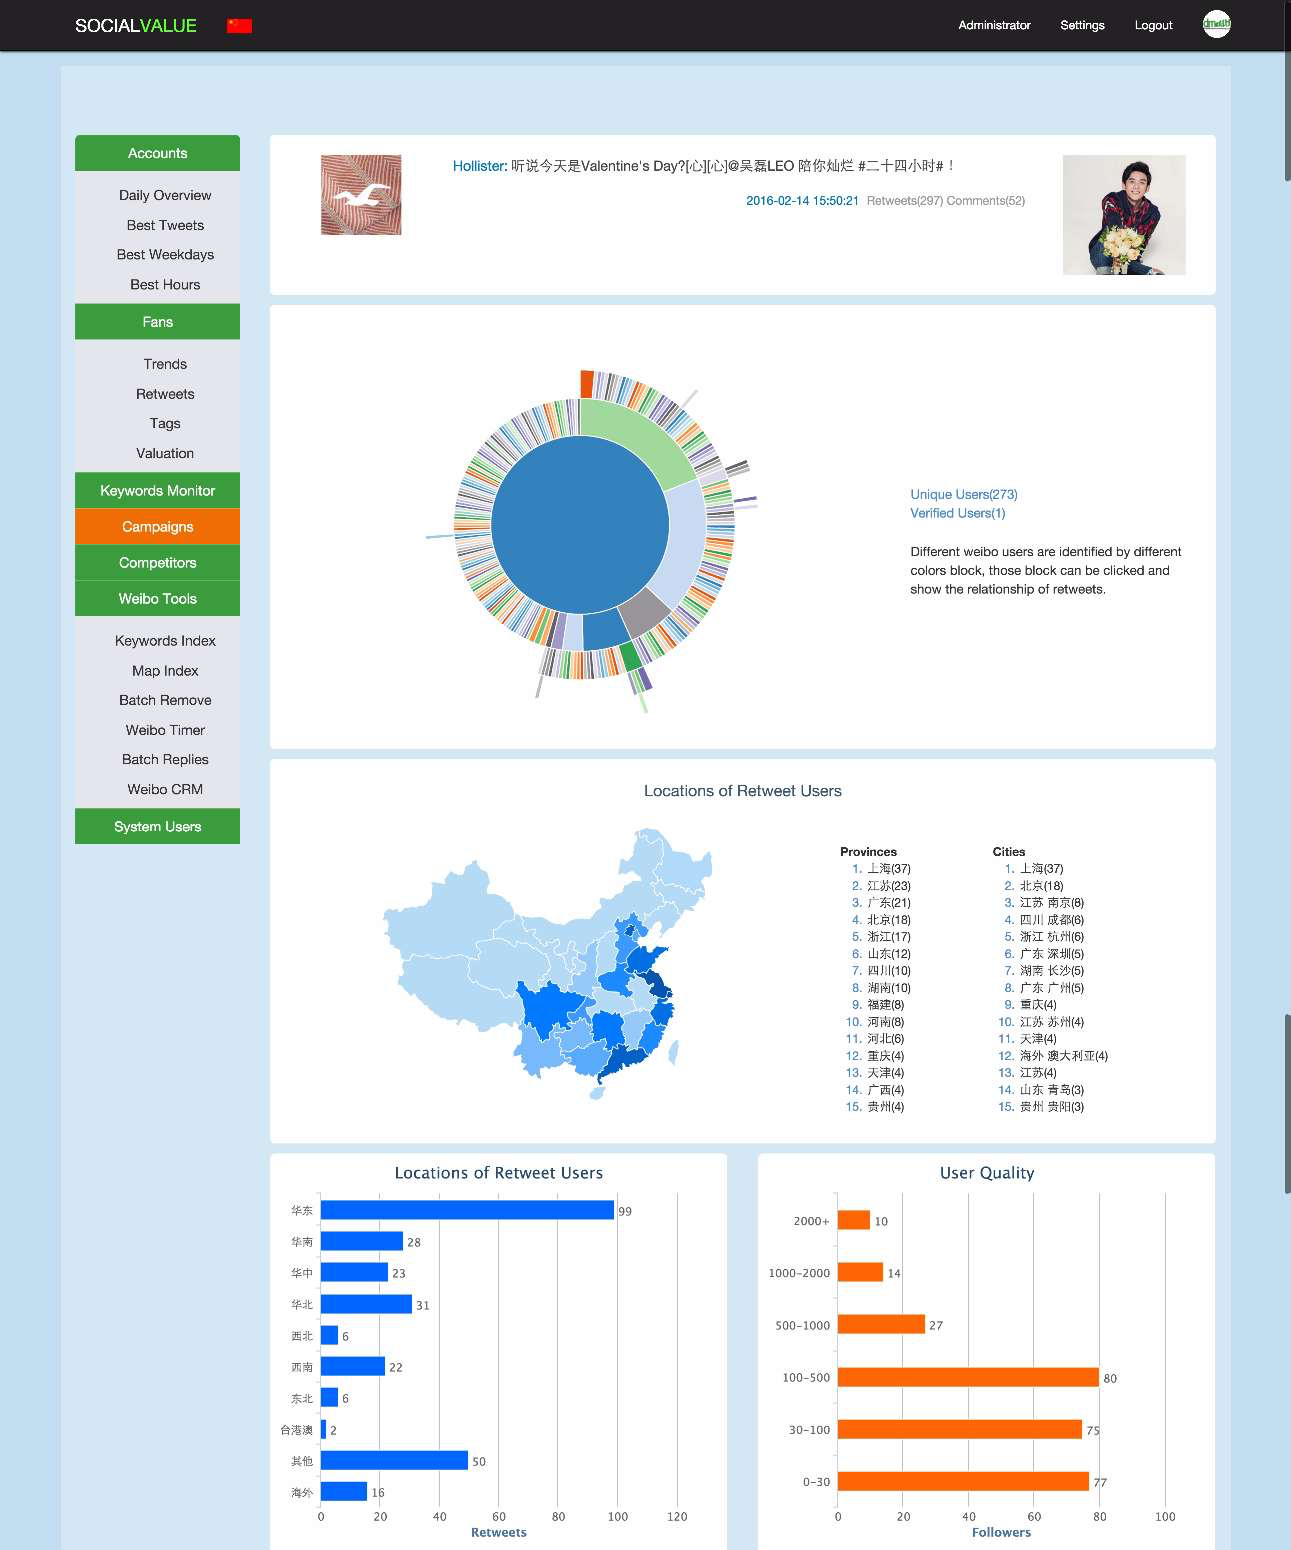 SOCIALVALUE
Administrator
Settings
Logout
Accounts
Daily Overview
Best Tweets
Best Weekdays
Best Hours
Fans
Trends
Retweets
Tags
Valuation
Keywords Monitor
Campaigns
Competitors
Weibo Tools
Keywords Index
Map Index
Batch Remove
Weibo Timer
Batch Replies
Weibo CRM
System Users
Hollister: 听说今天是Valentine's Day?[心][心]@吴磊LEO 陪你灿烂 #二十四小时#！
2016-02-14 15:50:21 Retweets(297) Comments(52)
Unique Users(273)
Verified Users(1)
Different weibo users are identified by different
colors block, those block can be clicked and
show the relationship of retweets.
Locations of Retweet Users
Provinces
1. 上海(37)
2. 江苏(23)
3. 广东(21)
4. 北京(18)
5. 浙江(17)
6. 山东(12)
7. 四川(10)
8. 湖南(10)
9. 福建(8)
10. 河南(8)
11. 河北(6)
12. 重庆(4)
13. 天津(4)
14. 广西(4)
15. 贵州(4)
Cities
1. 上海(37)
2. 北京(18)
3. 江苏 南京(8)
4. 四川 成都(6)
5. 浙江 杭州(6)
6. 广东 深圳(5)
7. 湖南 长沙(5)
8. 广东 广州(5)
9. 重庆(4)
10. 江苏 苏州(4)
11. 天津(4)
12. 海外 澳大利亚(4)
13. 江苏(4)
14. 山东 青岛(3)
15. 贵州 贵阳(3)
Locations of Retweet Users
华东 99
华南 28
华中 23
华北 31
西北 6
西南 22
东北 6
台港澳 2
其他 50
海外 16
0 20 40 60 80 100 120
Retweets
User Quality
2000+ 10
1000-2000 14
500-1000 27
100-500 80
30-100 75
0-30 77
0 20 40 60 80 100
Followers